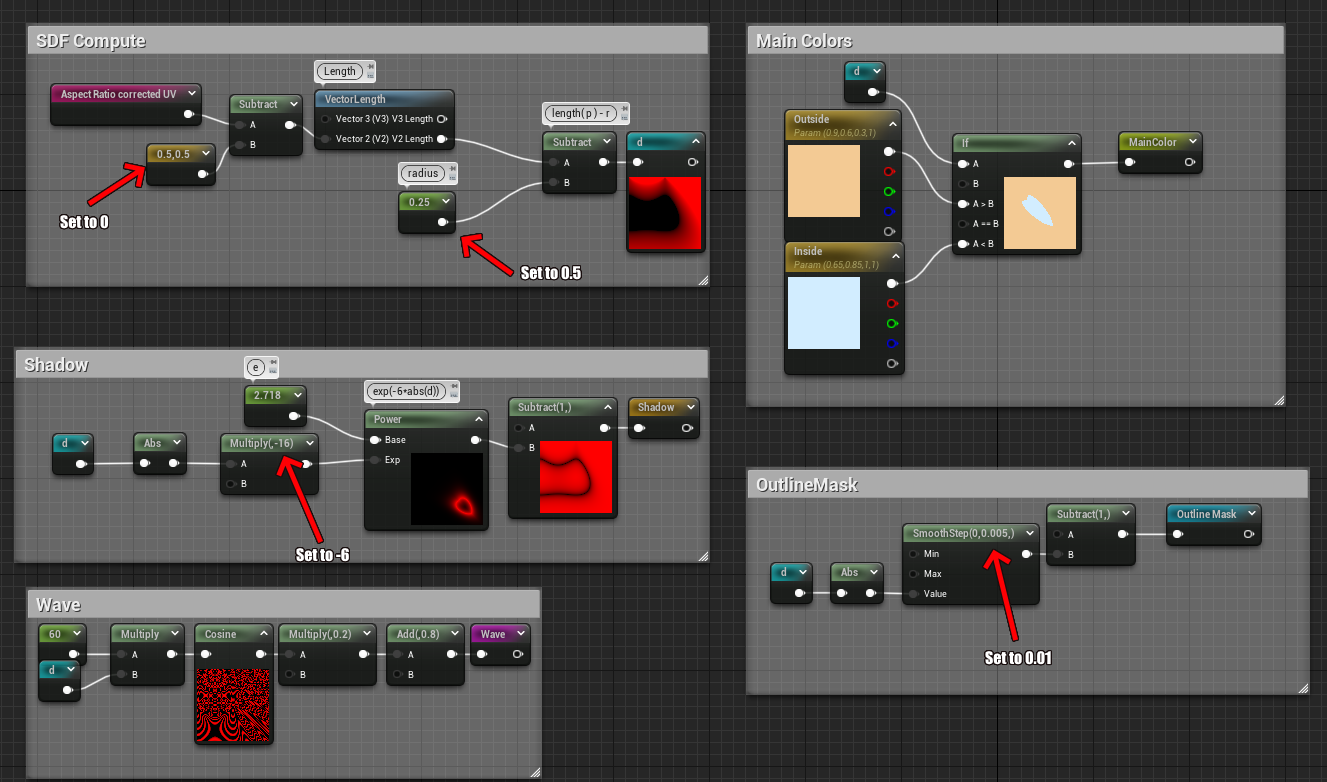 SDF Compute
Aspect Ratio corrected UV
0.5,0.5
Set to 0
Subtract
A
B
Length
VectorLength
Vector 3 (V3) V3 Length
Vector 2 (V2) V2 Length
radius
0.25
Set to 0.5
length( p ) - r
Subtract
A
B
d
Main Colors
d
Outside
Param (0.9,0.6,0.3,1)
Inside
Param (0.65,0.85,1,1)
If
A
B
A > B
A == B
A < B
MainColor
Shadow
e
2.718
d
Abs
Multiply(,-16)
A
B
Set to -6
exp(-6*abs(d))
Power
Base
Exp
Subtract(1,)
A
B
Shadow
OutlineMask
d
Abs
SmoothStep(0,0.005,)
Min
Max
Value
Set to 0.01
Subtract(1,)
A
B
Outline Mask
Wave
60
d
Multiply
A
B
Cosine
Multiply(,0.2)
A
B
Add(,0.8)
A
B
Wave